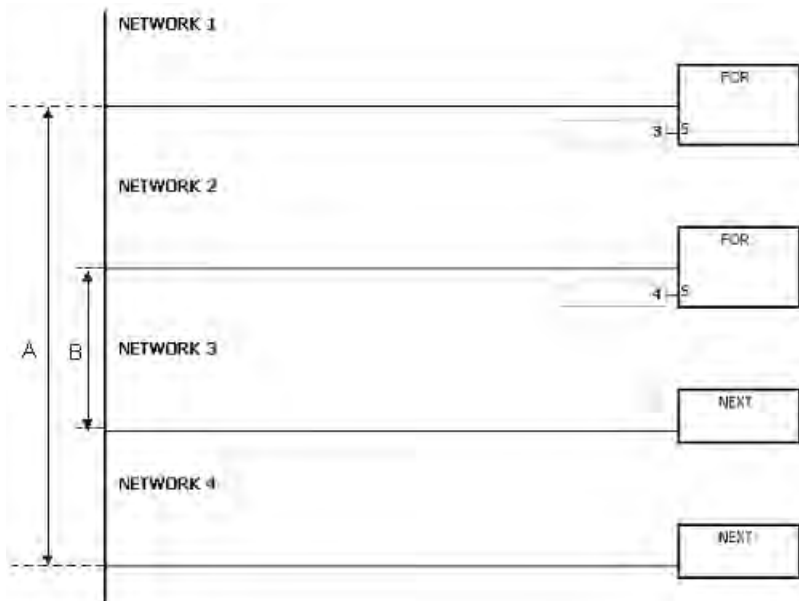 NETWORK 1
FOR
3 S
NETWORK 2
FOR
4 S
A B NETWORK 3
NEXT
NETWORK 4
NEXT